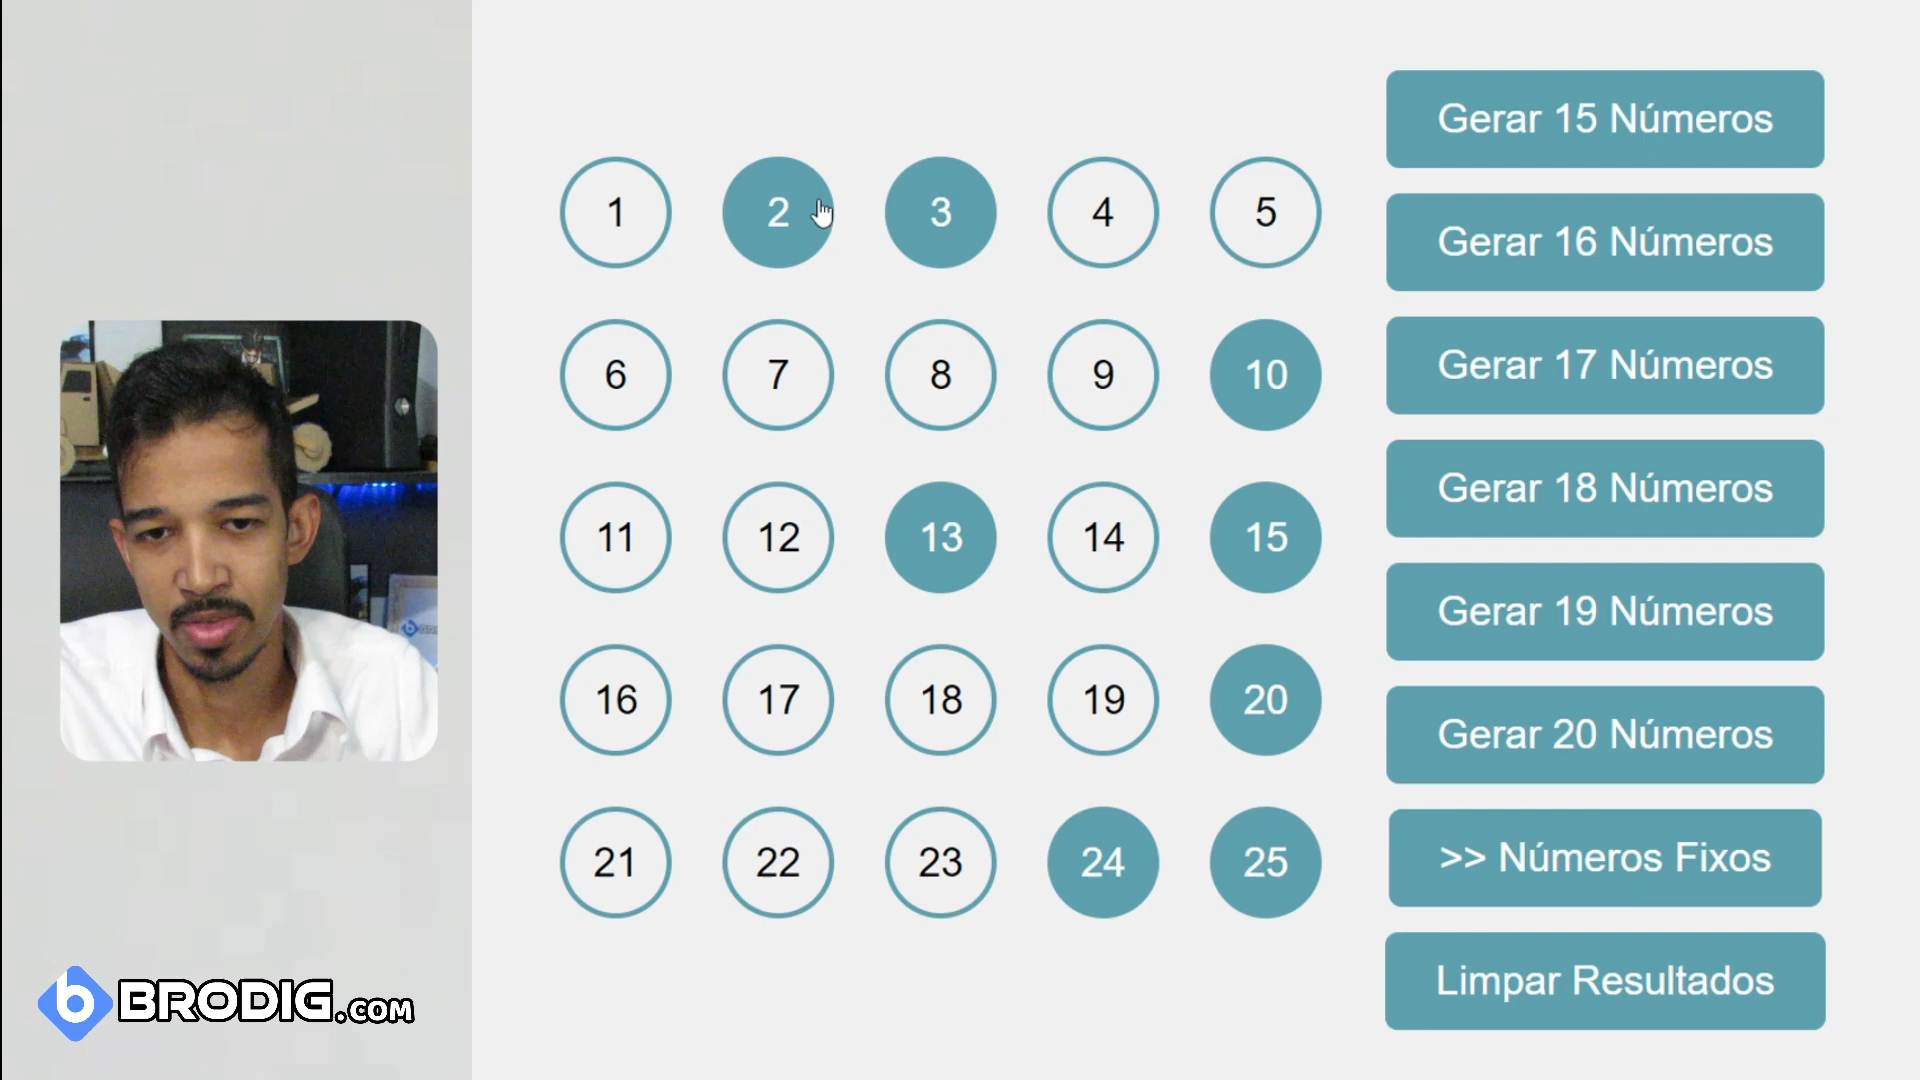 1 2 3 4 5
6 7 8 9 10
11 12 13 14 15
16 17 18 19 20
21 22 23 24 25
Gerar 15 Números
Gerar 16 Números
Gerar 17 Números
Gerar 18 Números
Gerar 19 Números
Gerar 20 Números
>> Números Fixos
Limpar Resultados
BRODIG.COM